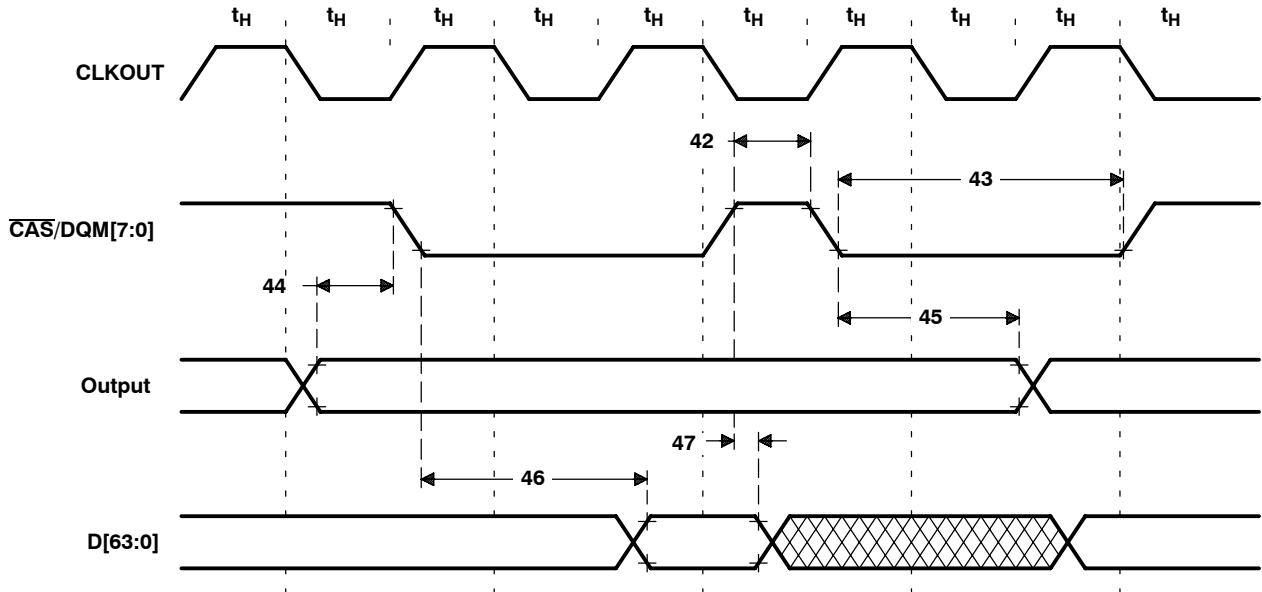 tH tH tH tH tH tH tH tH tH tH
CLKOUT
42
43
CAS/DQM[7:0]
44
45
Output
47
46
D[63:0]